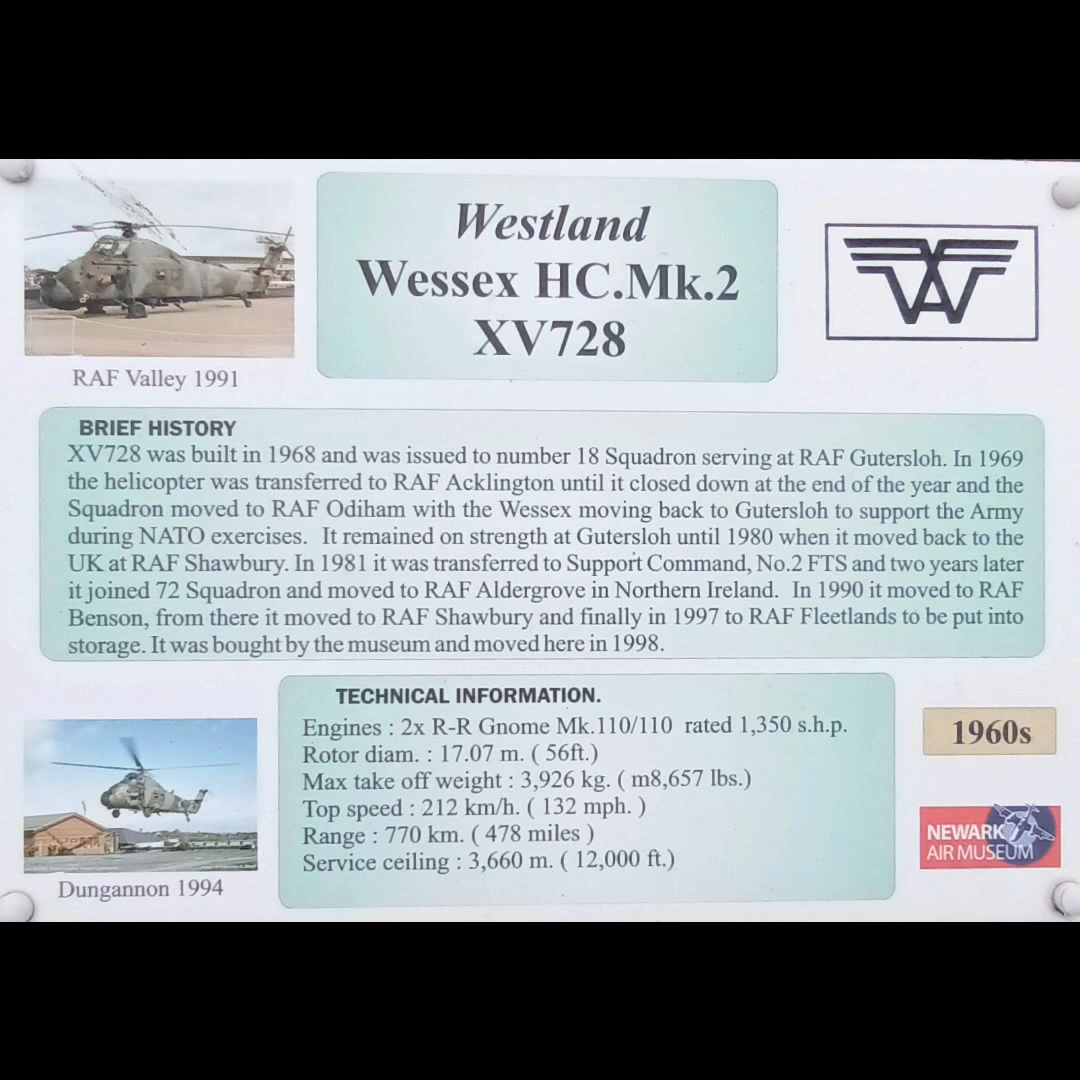 Westland
Wessex HC.Mk.2
XV728
RAF Valley 1991
BRIEF HISTORY
XV728 was built in 1968 and was issued to number 18 Squadron serving at RAF Gutersloh. In 1969
the helicopter was transferred to RAF Acklington until it closed down at the end of the year and the
Squadron moved to RAF Odiham with the Wessex moving back to Gutersloh to support the Army
during NATO exercises. It remained on strength at Gutersloh until 1980 when it moved back to the
UK at RAF Shawbury. In 1981 it was transferred to Support Command, No.2 FTS and two years later
it joined 72 Squadron and moved to RAF Aldergrove in Northern Ireland. In 1990 it moved to RAF
Benson, from there it moved to RAF Shawbury and finally in 1997 to RAF Fleetlands to be put into
storage. It was bought by the museum and moved here in 1998.
TECHNICAL INFORMATION.
Engines : 2x R-R Gnome Mk.110/110 rated 1,350 s.h.p.
Rotor diam. : 17.07 m. ( 56ft.)
Max take off weight : 3,926 kg. ( m8,657 lbs.)
Top speed : 212 km/h. ( 132 mph. )
Range : 770 km. ( 478 miles )
Service ceiling : 3,660 m. ( 12,000 ft.)
Dungannon 1994
1960s
NEWARK
AIR MUSEUM